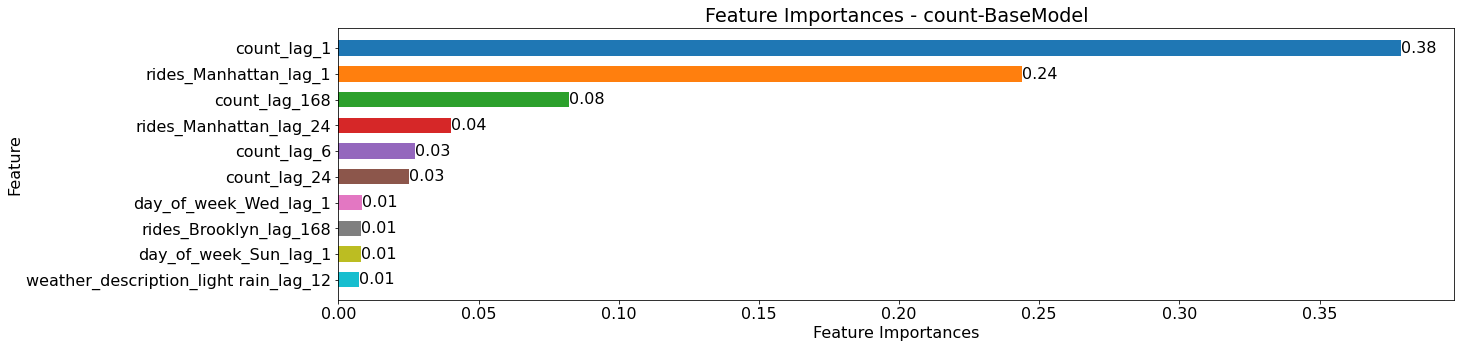 Feature Importances - count-BaseModel
Feature
count_lag_1 0.38
rides_Manhattan_lag_1 0.24
count_lag_168 0.08
rides_Manhattan_lag_24 0.04
count_lag_6 0.03
count_lag_24 0.03
day_of_week_Wed_lag_1 0.01
rides_Brooklyn_lag_168 0.01
day_of_week_Sun_lag_1 0.01
weather_description_light rain_lag_12 0.01
0.00 0.05 0.10 0.15 0.20 0.25 0.30 0.35
Feature Importances